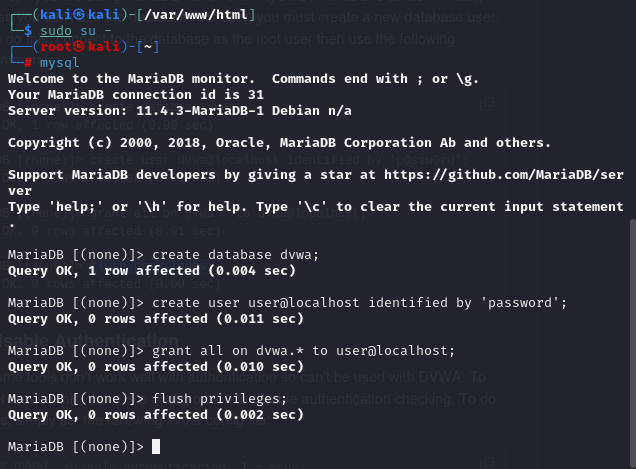 ┌──(kali㉿kali)-[/var/www/html]
└─$ sudo su -
┌──(root㉿kali)-[~]
└─# mysql
Welcome to the MariaDB monitor.  Commands end with ; or \g.
Your MariaDB connection id is 31
Server version: 11.4.3-MariaDB-1 Debian n/a
Copyright (c) 2000, 2018, Oracle, MariaDB Corporation Ab and others.
Support MariaDB developers by giving a star at https://github.com/MariaDB/ser
ver
Type 'help;' or '\h' for help. Type '\c' to clear the current input statement
.
MariaDB [(none)]> create database dvwa;
Query OK, 1 row affected (0.004 sec)
MariaDB [(none)]> create user user@localhost identified by 'password';
Query OK, 0 rows affected (0.011 sec)
MariaDB [(none)]> grant all on dvwa.* to user@localhost;
Query OK, 0 rows affected (0.010 sec)
MariaDB [(none)]> flush privileges;
Query OK, 0 rows affected (0.002 sec)
MariaDB [(none)]>